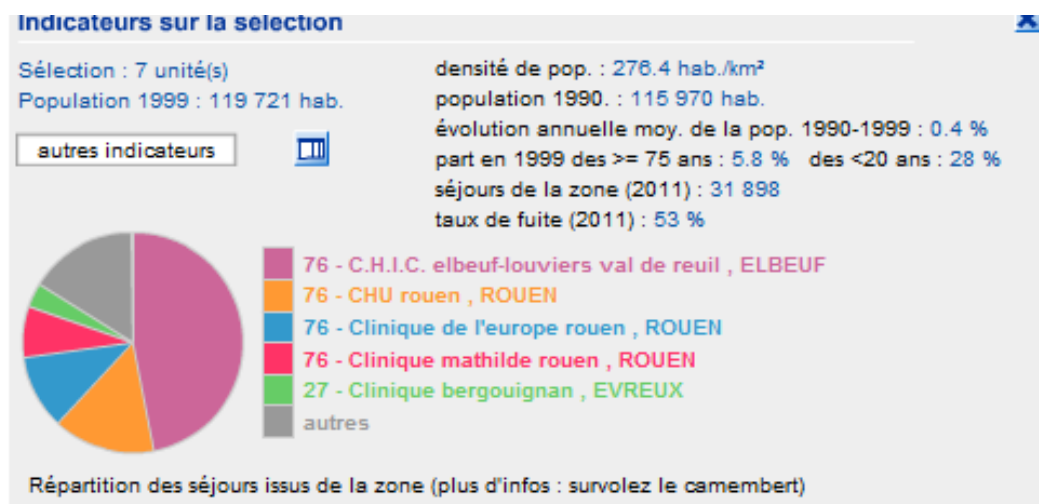 Indicateurs sur la sélection
Sélection : 7 unité(s)
Population 1999 : 119 721 hab.
autres indicateurs
densité de pop. : 276.4 hab./km²
population 1990. : 115 970 hab.
évolution annuelle moy. de la pop. 1990-1999 : 0.4 %
part en 1999 des >= 75 ans : 5.8 % des <20 ans : 28 %
séjours de la zone (2011) : 31 898
taux de fuite (2011) : 53 %
76 - C.H.I.C. elbeuf-louviers val de reuil , ELBEUF
76 - CHU rouen , ROUEN
76 - Clinique de l'europe rouen , ROUEN
76 - Clinique mathilde rouen , ROUEN
27 - Clinique bergouignan , EVREUX
autres
Répartition des séjours issus de la zone (plus d'infos : survolez le camembert)